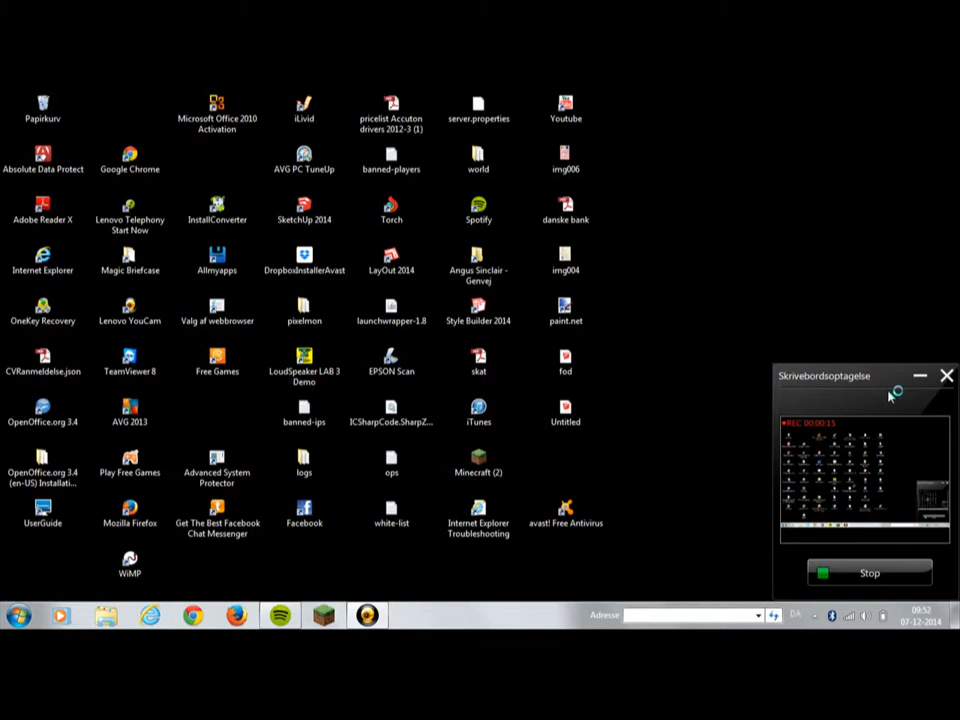 Papirkurv
Microsoft Office 2010
Activation
iLivid
pricelist Accuton
drivers 2012-3 (1)
server.properties
Youtube
Absolute Data Protect
Google Chrome
AVG PC TuneUp
banned-players
world
img006
Adobe Reader X
Lenovo Telephony
Start Now
InstallConverter
SketchUp 2014
Torch
Spotify
danske bank
Internet Explorer
Magic Briefcase
Allmyapps
DropboxInstallerAvast
LayOut 2014
Angus Sinclair -
Genvej
img004
OneKey Recovery
Lenovo YouCam
Valg af webbrowser
pixelmon
launchwrapper-1.8
Style Builder 2014
paint.net
CVRanmeldelse.json
TeamViewer 8
Free Games
LoudSpeaker LAB 3
Demo
EPSON Scan
skat
fod
Skrivebordsoptagelse
REC 00:00:15
OpenOffice.org 3.4
AVG 2013
banned-ips
ICSharpCode.SharpZ...
iTunes
Untitled
OpenOffice.org 3.4
(en-US) Installati...
Play Free Games
Advanced System
Protector
logs
ops
Minecraft (2)
UserGuide
Mozilla Firefox
Get The Best Facebook
Chat Messenger
Facebook
white-list
Internet Explorer
Troubleshooting
avast! Free Antivirus
WiMP
Stop
Adresse
DA
09:52
07-12-2014